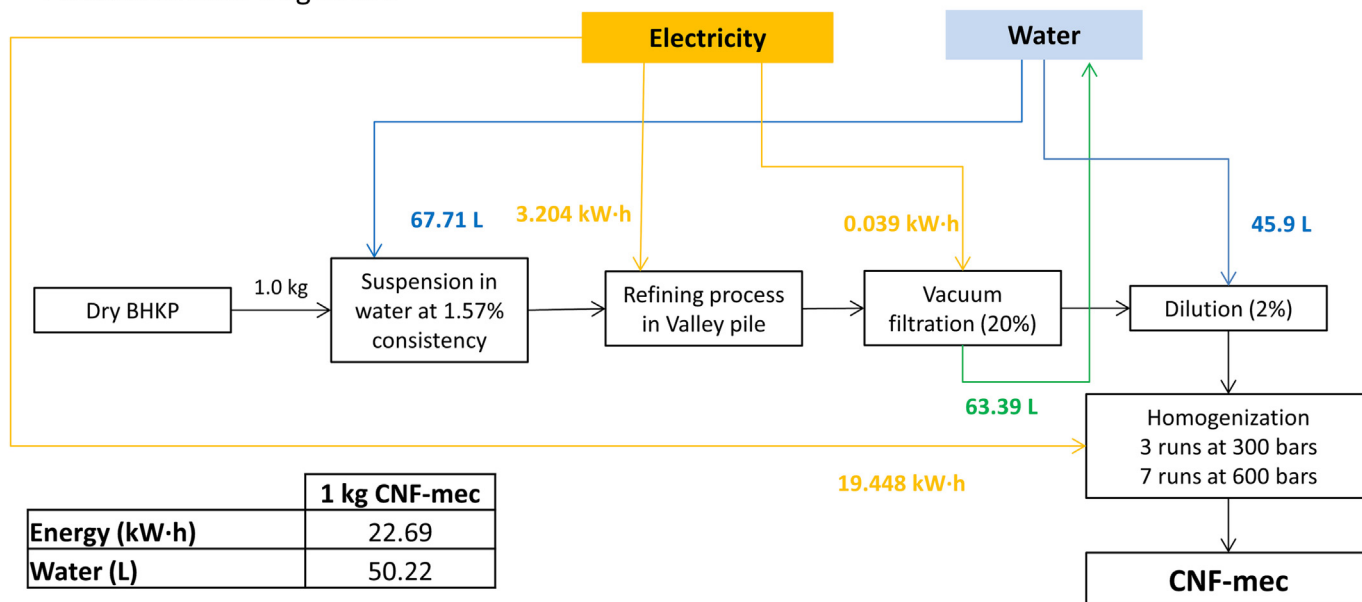 Electricity
Water
67.71 L
3.204 kW·h
0.039 kW·h
45.9 L
Dry BHKP
1.0 kg
Suspension in
water at 1.57%
consistency
Refining process
in Valley pile
Vacuum
filtration (20%)
Dilution (2%)
63.39 L
Homogenization
3 runs at 300 bars
7 runs at 600 bars
19.448 kW·h
1 kg CNF-mec
Energy (kW·h) 22.69
Water (L) 50.22
CNF-mec